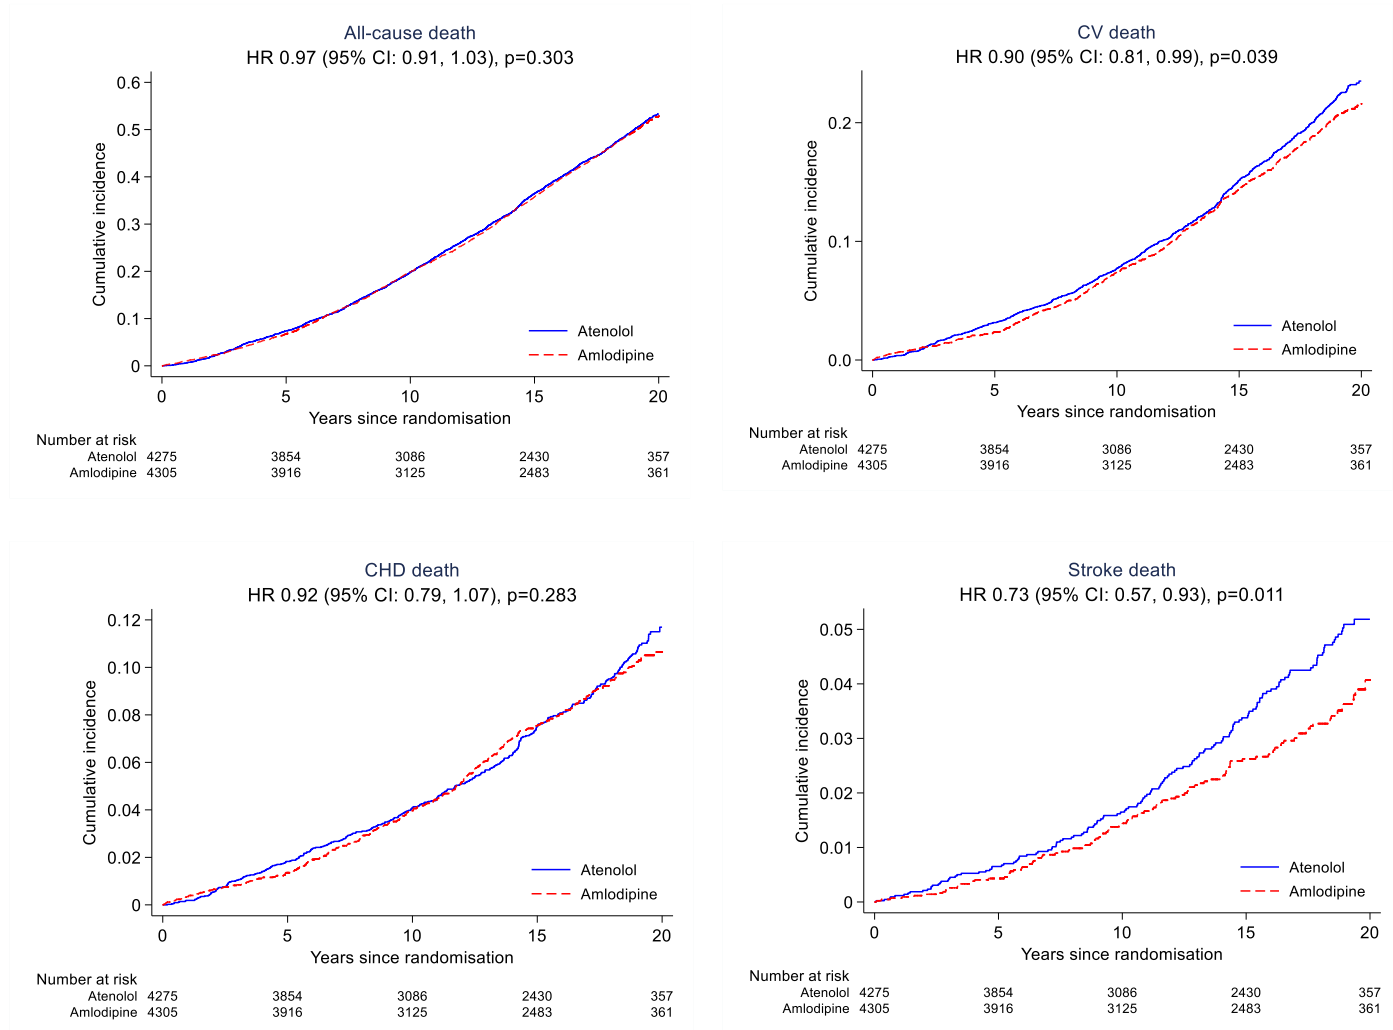 All-cause death
HR 0.97 (95% CI: 0.91, 1.03), p=0.303
Cumulative incidence
0.6
0.5
0.4
0.3
0.2
0.1
0
0 5 10 15 20
Years since randomisation
Atenolol
Amlodipine
Number at risk
Atenolol 4275 3854 3086 2430 357
Amlodipine 4305 3916 3125 2483 361
CV death
HR 0.90 (95% CI: 0.81, 0.99), p=0.039
Cumulative incidence
0.2
0.1
0.0
0 5 10 15 20
Years since randomisation
Atenolol
Amlodipine
Number at risk
Atenolol 4275 3854 3086 2430 357
Amlodipine 4305 3916 3125 2483 361
CHD death
HR 0.92 (95% CI: 0.79, 1.07), p=0.283
Cumulative incidence
0.12
0.10
0.08
0.06
0.04
0.02
0
0 5 10 15 20
Years since randomisation
Atenolol
Amlodipine
Number at risk
Atenolol 4275 3854 3086 2430 357
Amlodipine 4305 3916 3125 2483 361
Stroke death
HR 0.73 (95% CI: 0.57, 0.93), p=0.011
Cumulative incidence
0.05
0.04
0.03
0.02
0.01
0
0 5 10 15 20
Years since randomisation
Atenolol
Amlodipine
Number at risk
Atenolol 4275 3854 3086 2430 357
Amlodipine 4305 3916 3125 2483 361